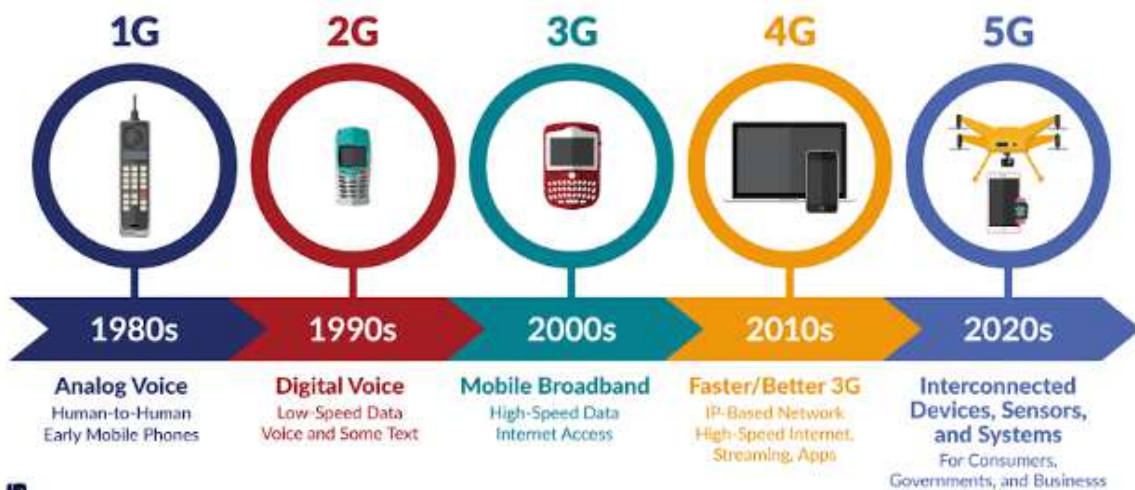 1G
2G
3G
4G
5G
1980s
1990s
2000s
2010s
2020s
Analog Voice
Human-to-Human
Early Mobile Phones
Digital Voice
Low-Speed Data
Voice and Some Text
Mobile Broadband
High-Speed Data
Internet Access
Faster/Better 3G
IP-Based Network
High-Speed Internet,
Streaming, Apps
Interconnected
Devices, Sensors,
and Systems
For Consumers,
Governments, and Businesss